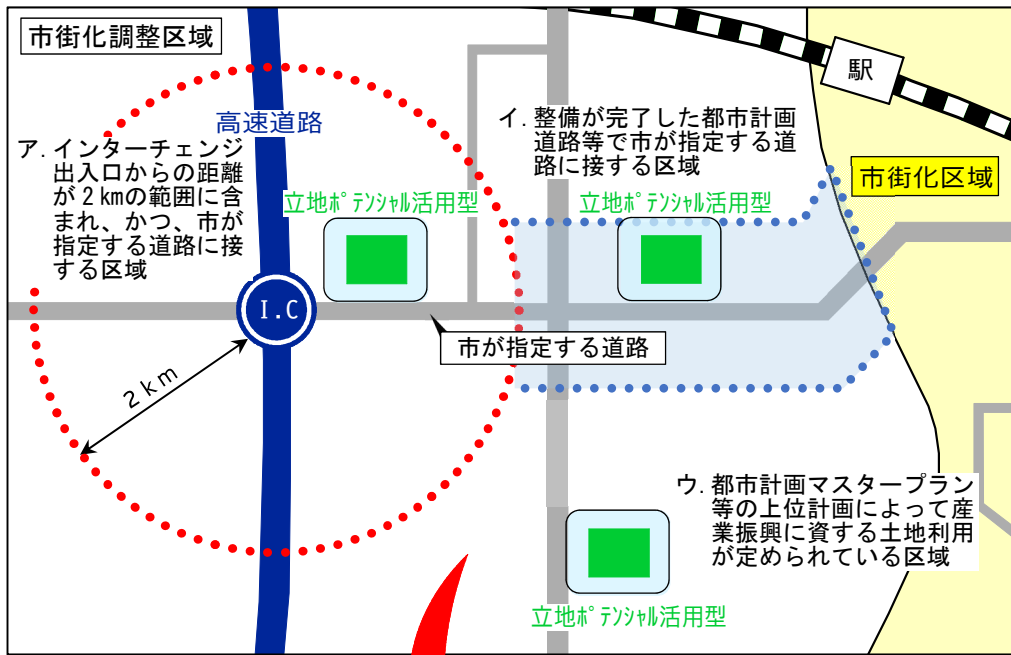 市街化調整区域
駅
高速道路
ア. インターチェンジ
出入口からの距離
が2kmの範囲に含
まれ、かつ、市が
指定する道路に接
する区域
イ. 整備が完了した都市計画
道路等で市が指定する道
路に接する区域
市街化区域
立地ﾎﾟﾃﾝｼｬﾙ活用型
立地ﾎﾟﾃﾝｼｬﾙ活用型
I.C
市が指定する道路
2km
ウ. 都市計画マスタープラン
等の上位計画によって産
業振興に資する土地利用
が定められている区域
立地ﾎﾟﾃﾝｼｬﾙ活用型